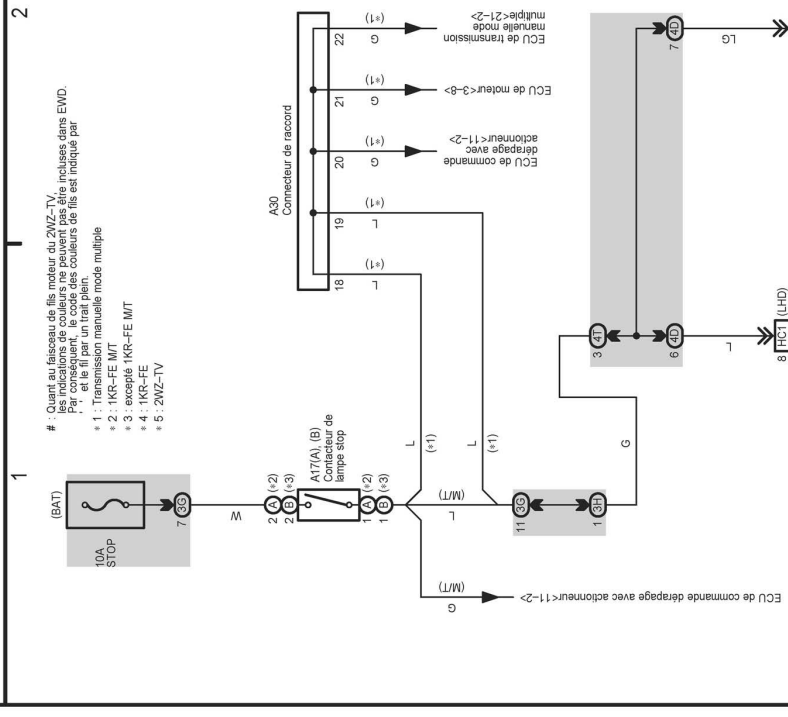 1
2
# : Quant au faisceau de fils moteur du 2WZ–TV,
les indications de couleurs ne peuvent pas être incluses dans EWD.
Par conséquent, le code des couleurs de fils est indiqué par
' , ' et le fil par un trait plein.
* 1 : Transmission manuelle mode multiple
* 2 : 1KR–FE M/T
* 3 : excepté 1KR–FE M/T
* 4 : 1KR–FE
* 5 : 2WZ–TV
(BAT)
10A
STOP
7 3G
W
2 A (*2)
2 B (*3)
A17(A), (B)
Contacteur de
lampe stop
1 A (*2)
1 B (*3)
L
(*1)
L
(*1)
L
(M/T)
G
(M/T)
ECU de commande dérapage avec actionneur<11–2>
11 3G
1 3H
G
A30
Connecteur de raccord
18
19
20
21
22
L
(*1)
L
(*1)
G
(*1)
G
(*1)
G
(*1)
ECU de commande
dérapage avec
actionneur<11–2>
ECU de moteur<3–8>
ECU de transmission
manuelle mode
multiple<21–2>
3 4T
6 4D
7 4D
L
LG
8 HC1 (LHD)